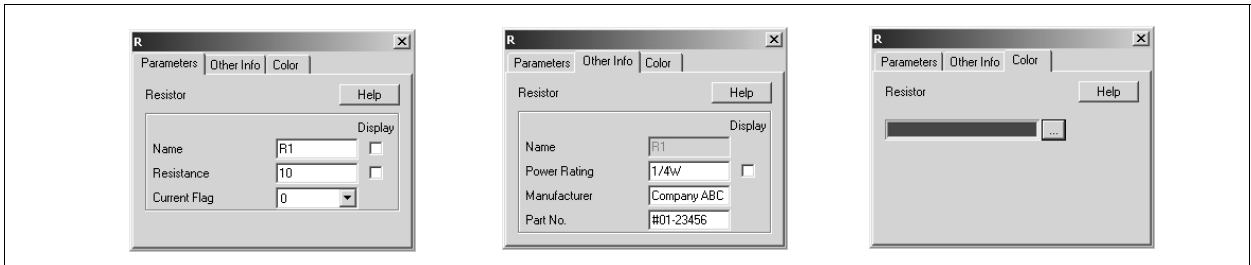 R
Parameters Other Info Color
Resistor Help
Display
Name R1
Resistance 10
Current Flag 0
R
Parameters Other Info Color
Resistor Help
Display
Name R1
Power Rating 1/4W
Manufacturer Company ABC
Part No. #01-23456
R
Parameters Other Info Color
Resistor Help
...